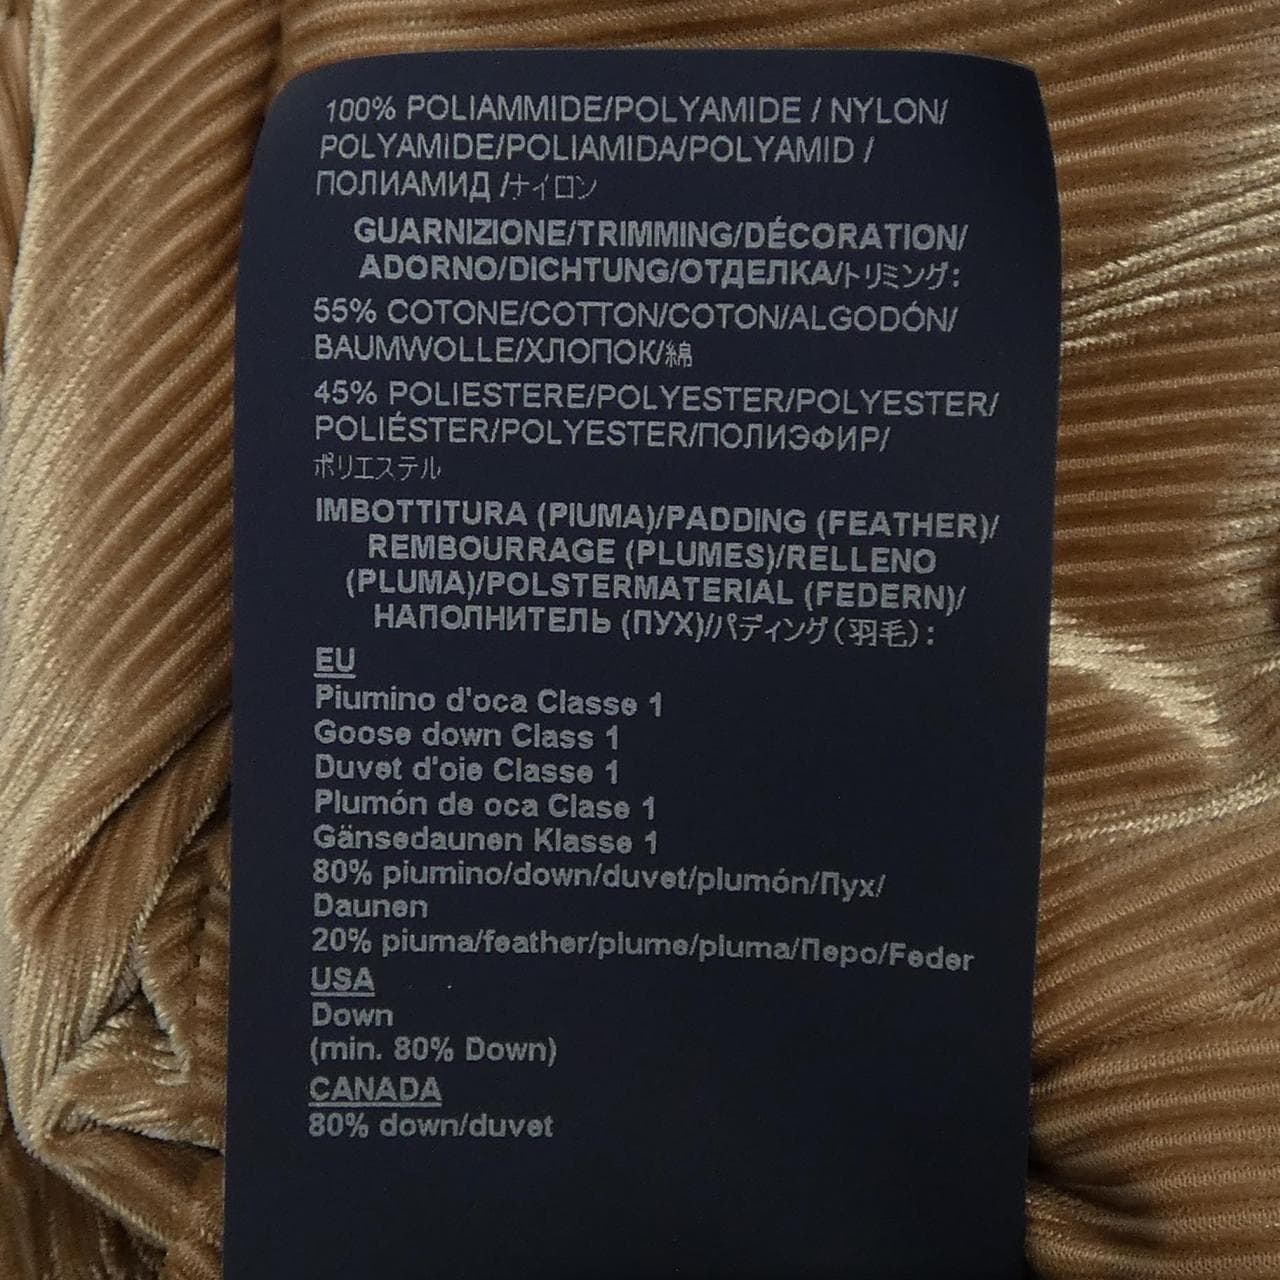 100% POLIAMMIDE/POLYAMIDE / NYLON/
POLYAMIDE/POLIAMIDA/POLYAMID /
ПОЛИАМИД /ナイロン
GUARNIZIONE/TRIMMING/DÉCORATION/
ADORNO/DICHTUNG/ОТДЕЛКА/トリミング:
55% COTONE/COTTON/COTON/ALGODÓN/
BAUMWOLLE/ХЛОПОК/綿
45% POLIESTERE/POLYESTER/POLYESTER/
POLIÉSTER/POLYESTER/ПОЛИЭФИР/
ポリエステル
IMBOTTITURA (PIUMA)/PADDING (FEATHER)/
REMBOURRAGE (PLUMES)/RELLENO
(PLUMA)/POLSTERMATERIAL (FEDERN)/
НАПОЛНИТЕЛЬ (ПУХ)/パディング(羽毛):
EU
Piumino d'oca Classe 1
Goose down Class 1
Duvet d'oie Classe 1
Plumón de oca Clase 1
Gänsedaunen Klasse 1
80% piumino/down/duvet/plumón/Пух/
Daunen
20% piuma/feather/plume/pluma/Перо/Feder
USA
Down
(min. 80% Down)
CANADA
80% down/duvet